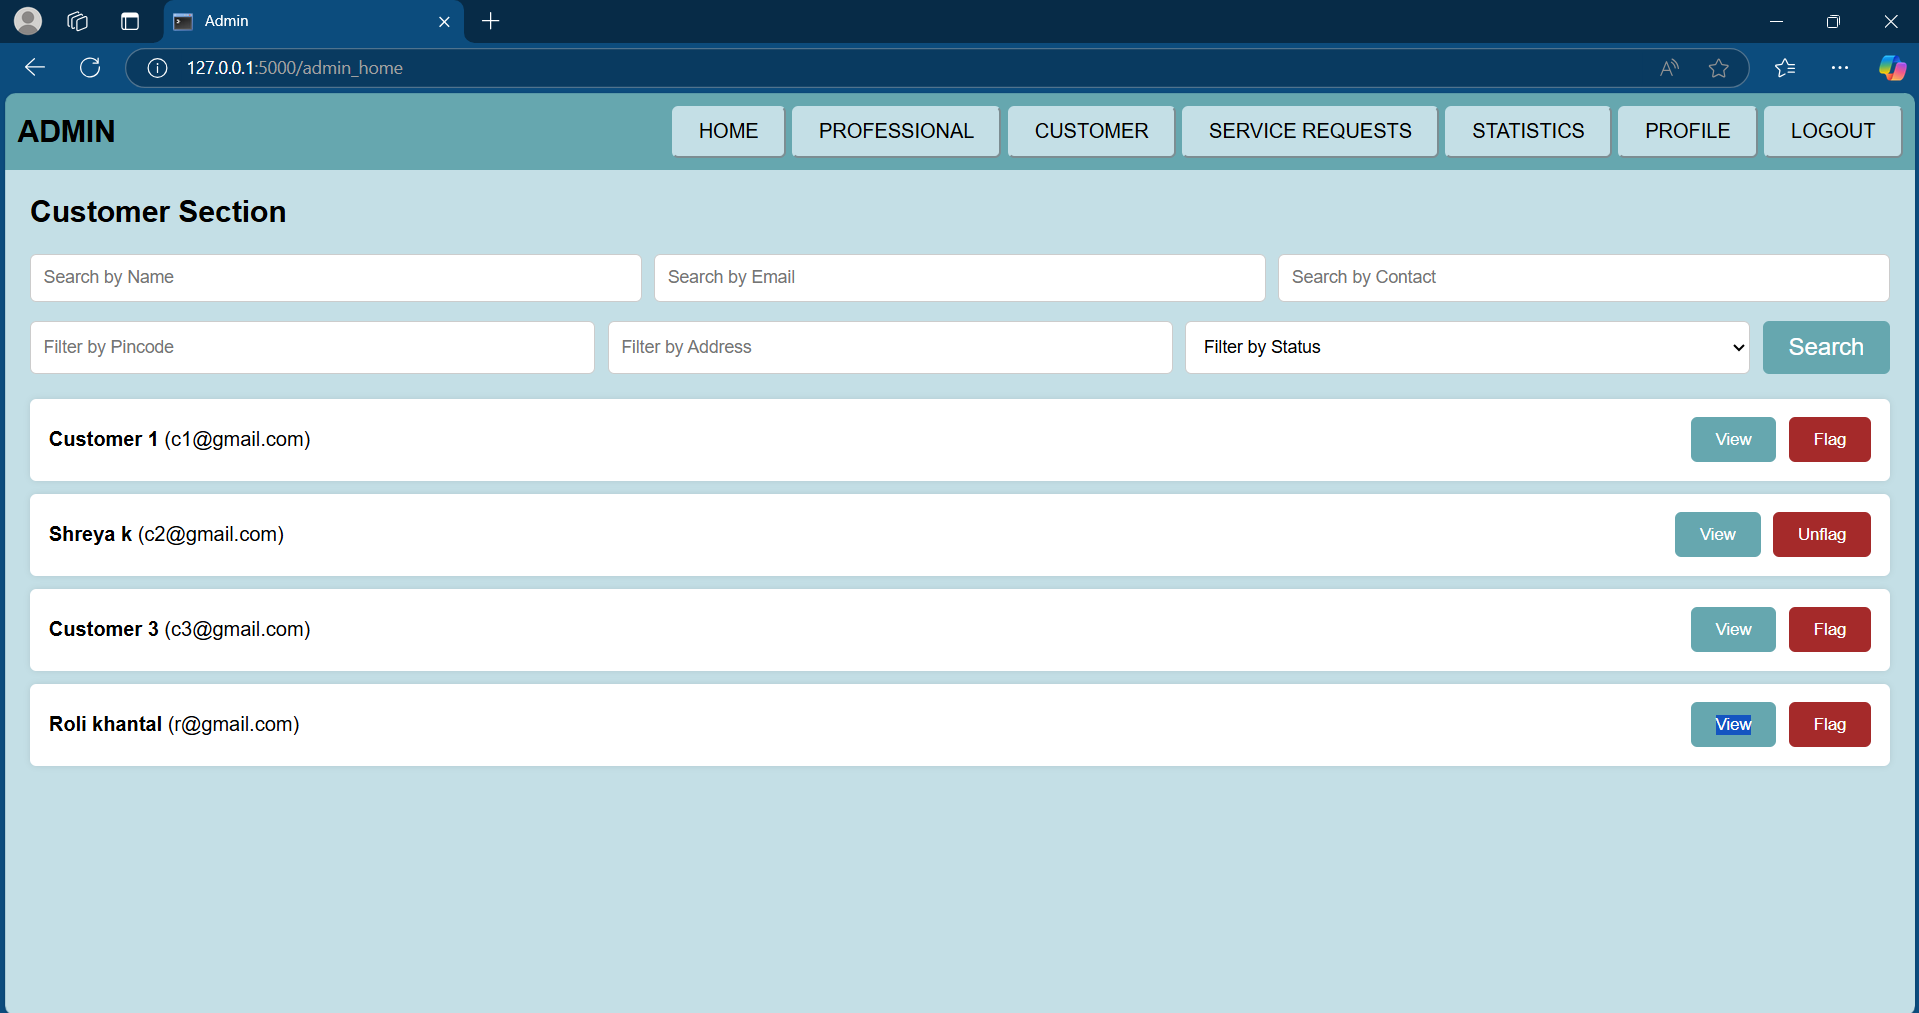 Admin
127.0.0.1:5000/admin_home
ADMIN
HOME
PROFESSIONAL
CUSTOMER
SERVICE REQUESTS
STATISTICS
PROFILE
LOGOUT
Customer Section
Search by Name
Search by Email
Search by Contact
Filter by Pincode
Filter by Address
Filter by Status
Search
Customer 1 (c1@gmail.com)
View
Flag
Shreya k (c2@gmail.com)
View
Unflag
Customer 3 (c3@gmail.com)
View
Flag
Roli khantal (r@gmail.com)
View
Flag